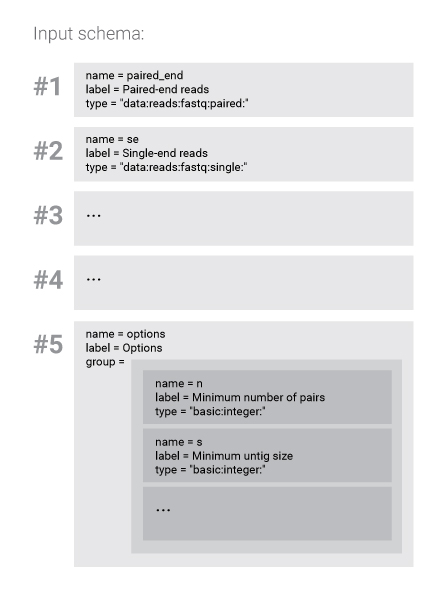 Input schema:
#1
name = paired_end
label = Paired-end reads
type = "data:reads:fastq:paired:"
#2
name = se
label = Single-end reads
type = "data:reads:fastq:single:"
#3
...
#4
...
#5
name = options
label = Options
group =
name = n
label = Minimum number of pairs
type = "basic:integer:"
name = s
label = Minimum untig size
type = "basic:integer:"
...